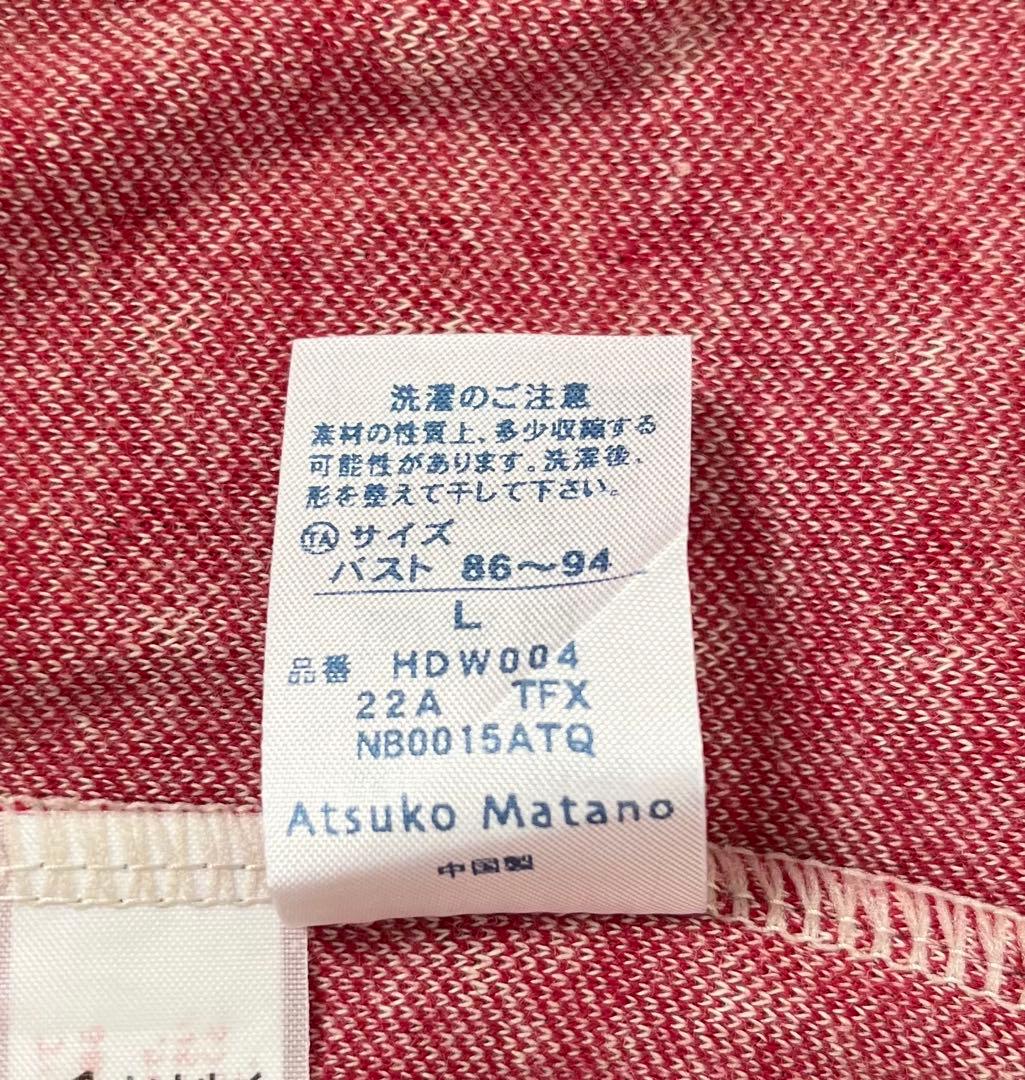 洗濯のご注意
素材の性質上、多少収縮する
可能性があります。洗濯後、
形を整えて干して下さい。
TA サイズ
バスト 86～94
L
品番 HDW004
22A TFX
NB0015ATQ
Atsuko Matano
中国製